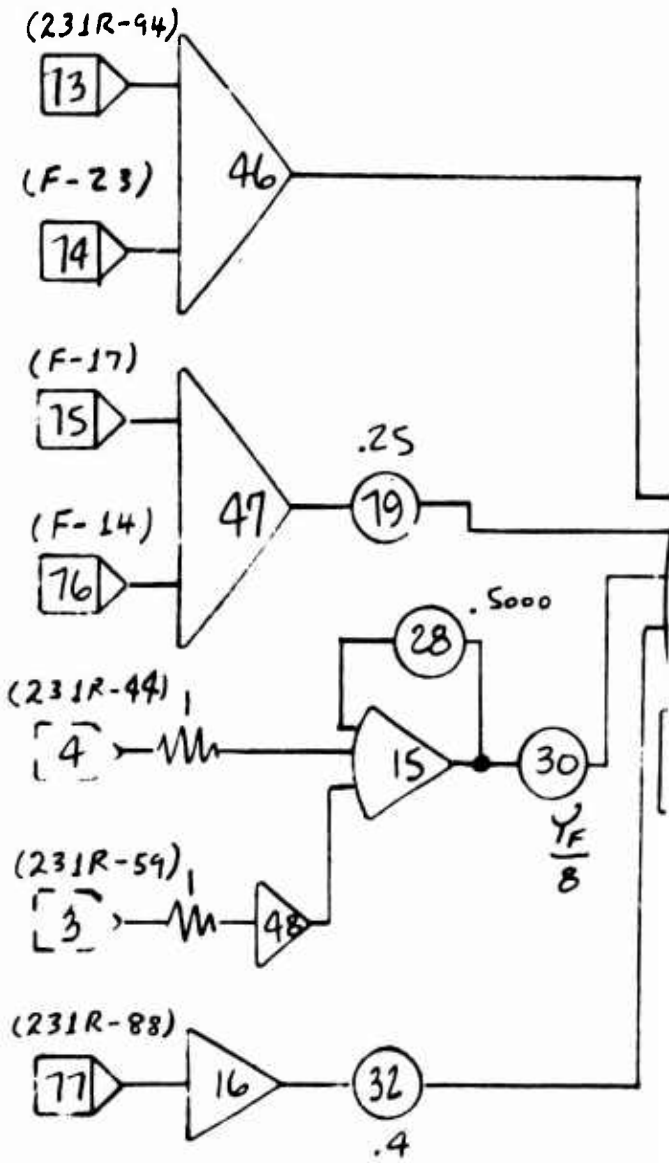 (231R-94)
73
46
(F-23)
74
(F-17)
75
.25
47
79
(F-14)
76
.5000
28
(231R-44)
1
4
15
30
Y_F
8
(231R-59)
1
3
48
(231R-88)
77
16
32
.4